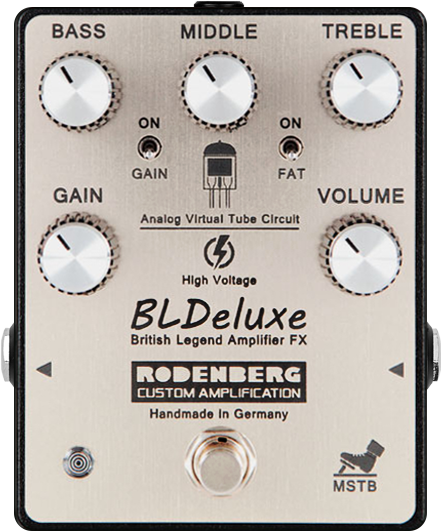 BASS MIDDLE TREBLE
ON ON
GAIN FAT
GAIN VOLUME
Analog Virtual Tube Circuit
High Voltage
BLDeluxe
British Legend Amplifier FX
RODENBERG
CUSTOM AMPLIFICATION
Handmade in Germany
MSTB